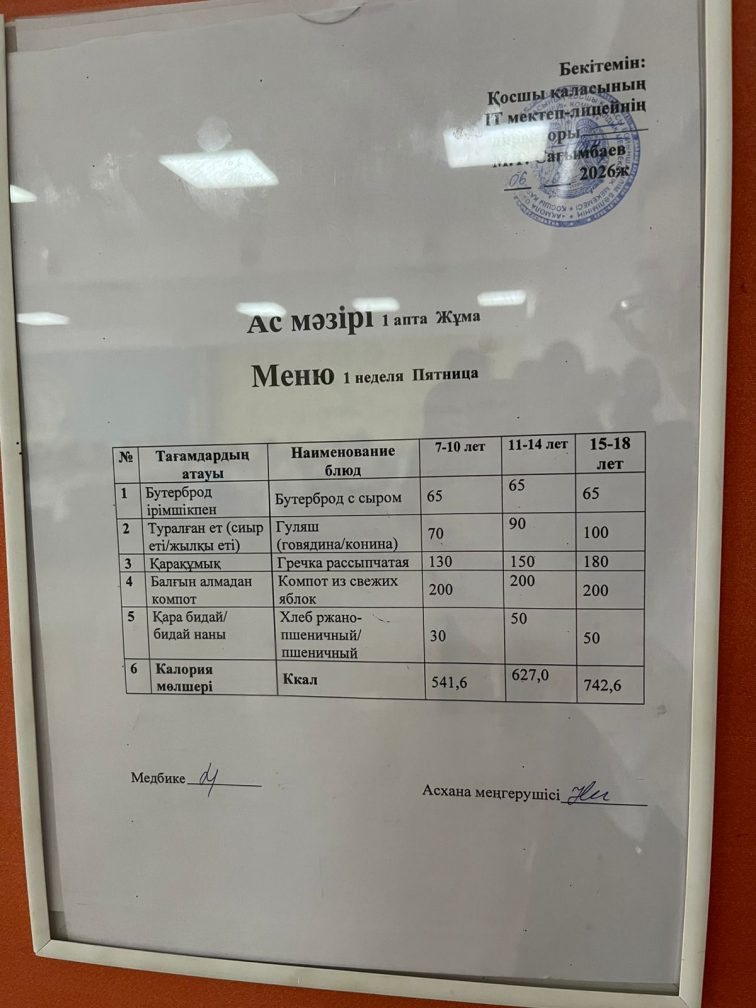 Бекітемін:
Қосшы қаласының
IT мектеп-лицейнің
оры
Сағымбаев
06 2026ж
Ас мәзірі 1 апта Жұма
Меню 1 неделя Пятница
№ Тағамдардың атауы Наименование блюд 7-10 лет 11-14 лет 15-18 лет
1 Бутерброд ірімшікпен Бутерброд с сыром 65 65 65
2 Туралған ет (сиыр еті/жылқы еті) Гуляш (говядина/конина) 70 90 100
3 Қарақұмық Гречка рассыпчатая 130 150 180
4 Балғын алмадан компот Компот из свежих яблок 200 200 200
5 Қара бидай/ бидай наны Хлеб ржано-пшеничный/ пшеничный 30 50 50
6 Калория мөлшері Ккал 541,6 627,0 742,6
Медбике
Асхана меңгерушісі